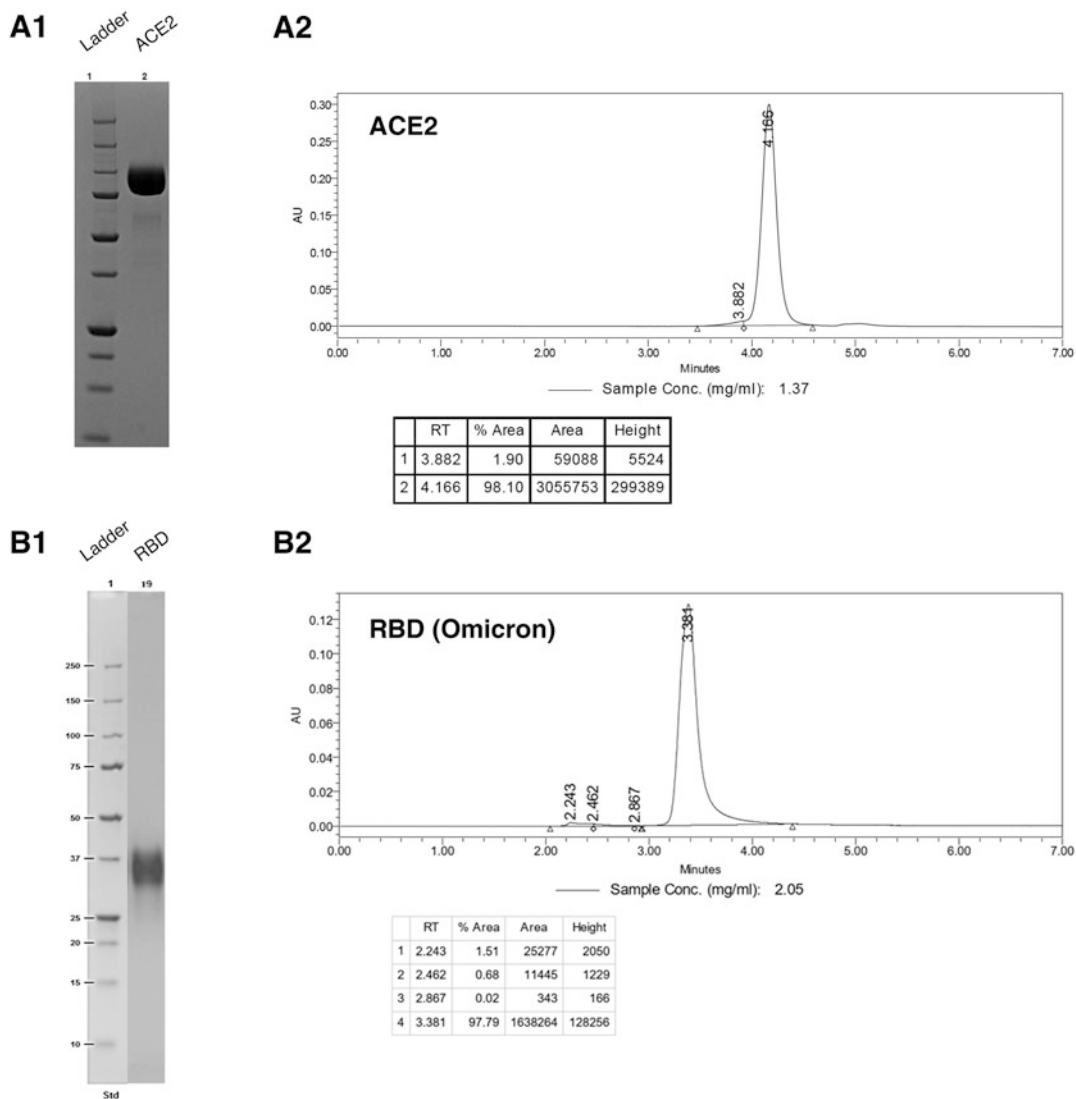 A1
Ladder
ACE2
1 2
A2
ACE2
AU
0.30
0.25
0.20
0.15
0.10
0.05
0.00
3.882
4.166
0.00 2.00 3.00 4.00 5.00 6.00 7.00
Minutes
Sample Conc. (mg/ml): 1.37
RT % Area Area Height
1 3.882 1.90 59088 5524
2 4.166 98.10 3055753 299389
B1
Ladder
RBD
1 19
250
150
100
75
50
37
25
20
15
10
Std
B2
RBD (Omicron)
AU
0.12
0.10
0.08
0.06
0.04
0.02
0.00
2.243
2.462
2.867
3.381
0.00 2.00 3.00 4.00 5.00 6.00 7.00
Minutes
Sample Conc. (mg/ml): 2.05
RT % Area Area Height
1 2.243 1.51 25277 2050
2 2.462 0.68 11445 1229
3 2.867 0.02 343 166
4 3.381 97.79 1638264 128256